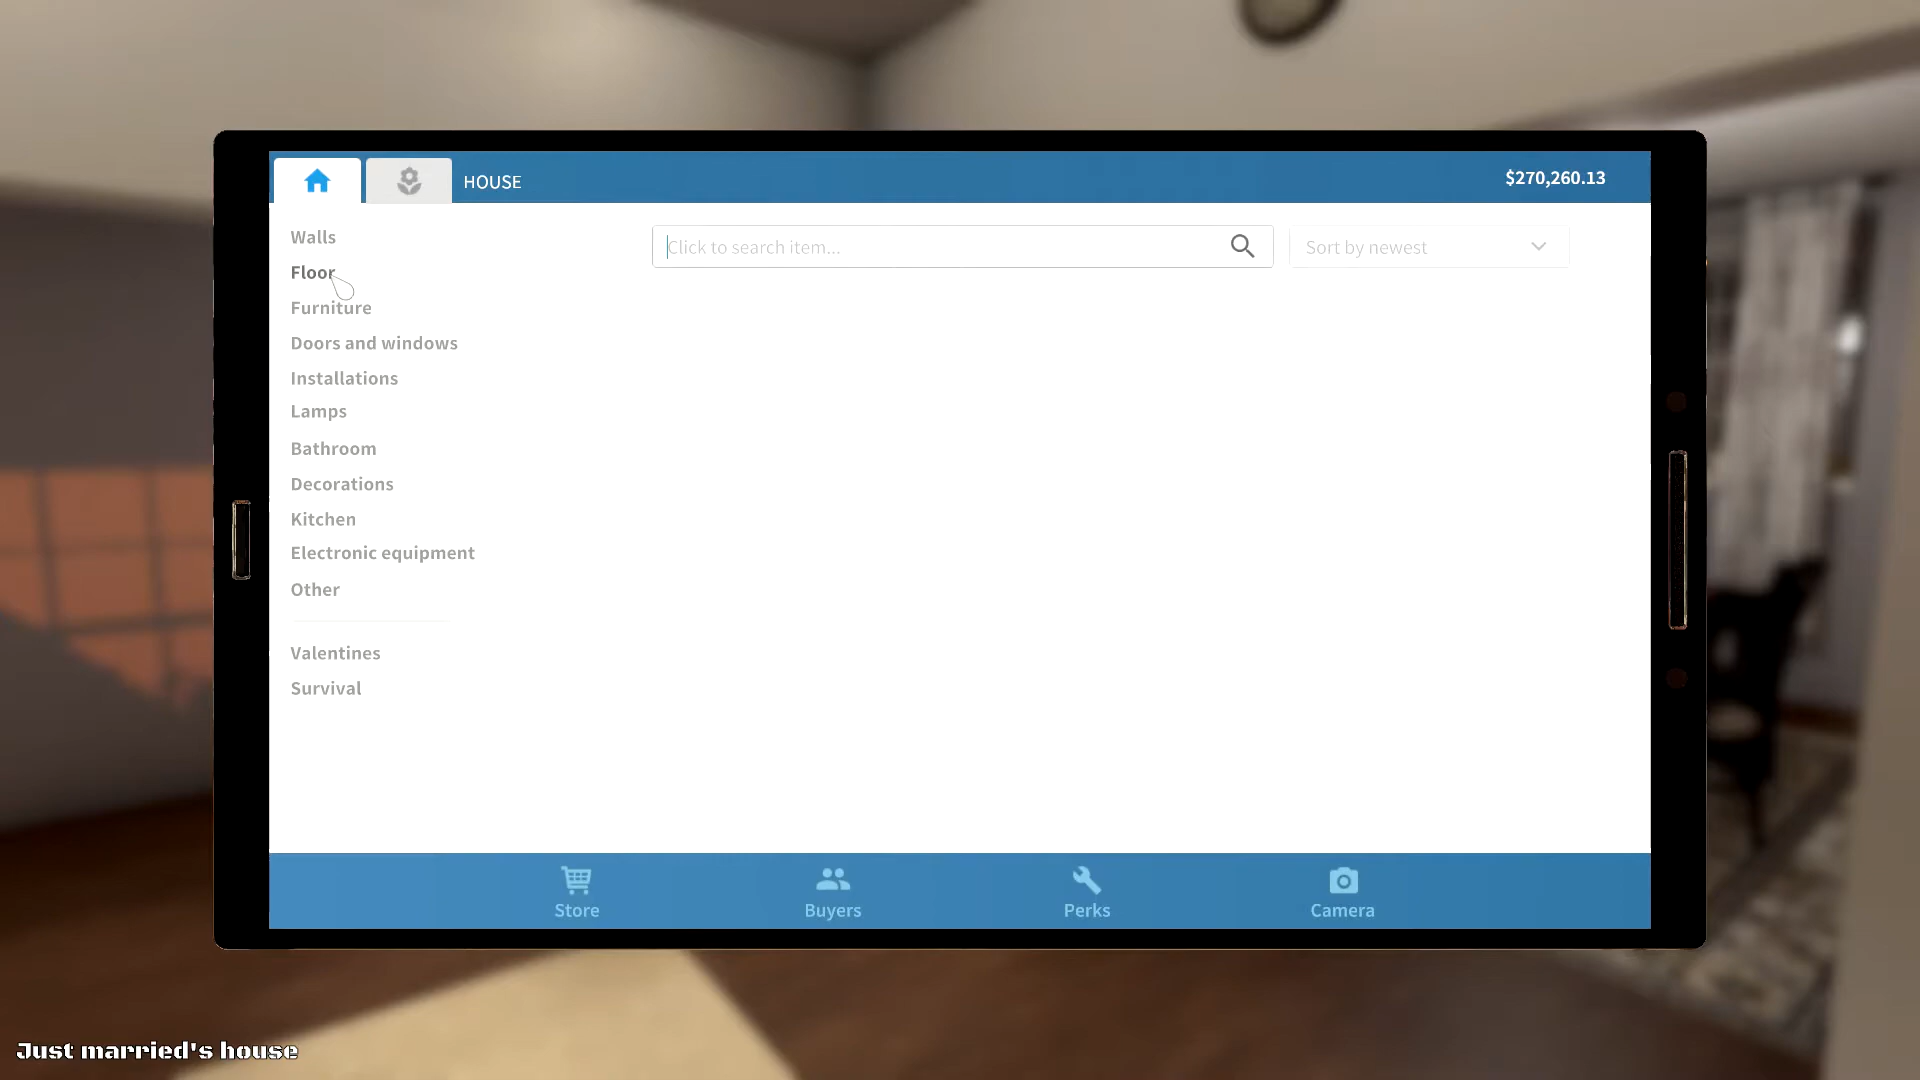 HOUSE
$270,260.13
Walls
Floor
Furniture
Doors and windows
Installations
Lamps
Bathroom
Decorations
Kitchen
Electronic equipment
Other
Valentines
Survival
Click to search item...
Sort by newest
Store
Buyers
Perks
Camera
Just married's house